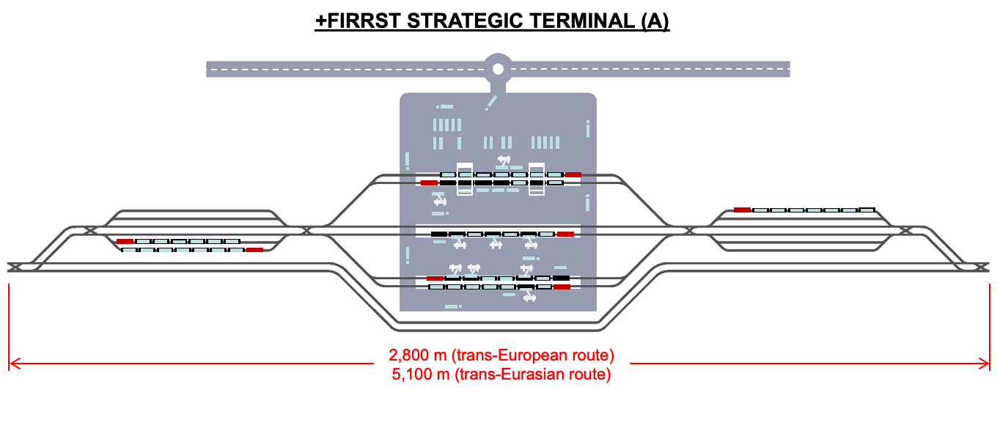 +FIRRST STRATEGIC TERMINAL (A)
2,800 m (trans-European route)
5,100 m (trans-Eurasian route)